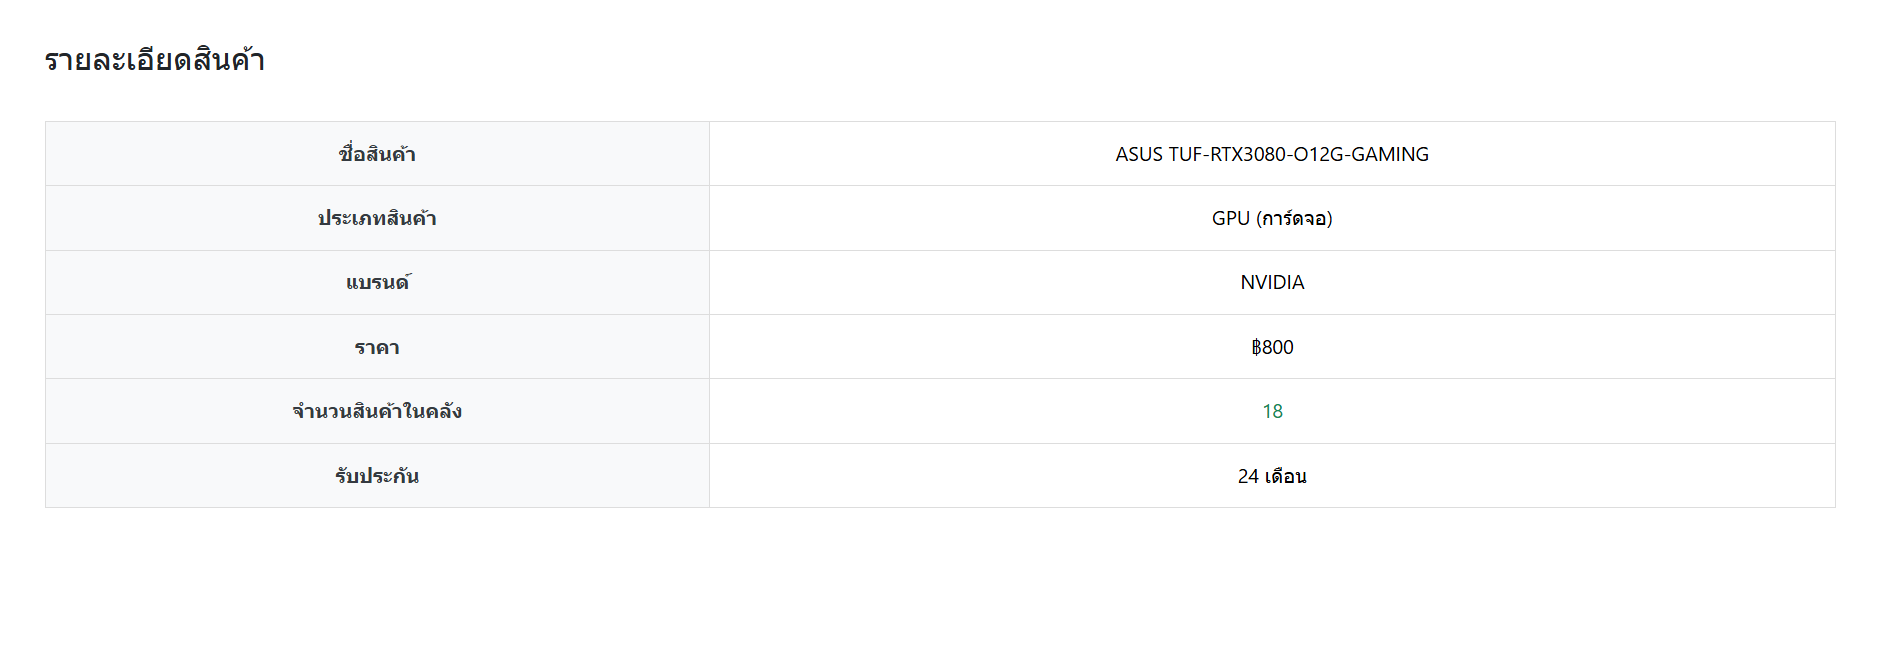 รายละเอียดสินค้า
ชื่อสินค้า ASUS TUF-RTX3080-O12G-GAMING
ประเภทสินค้า GPU (การ์ดจอ)
แบรนด์ NVIDIA
ราคา ฿800
จำนวนสินค้าในคลัง 18
รับประกัน 24 เดือน